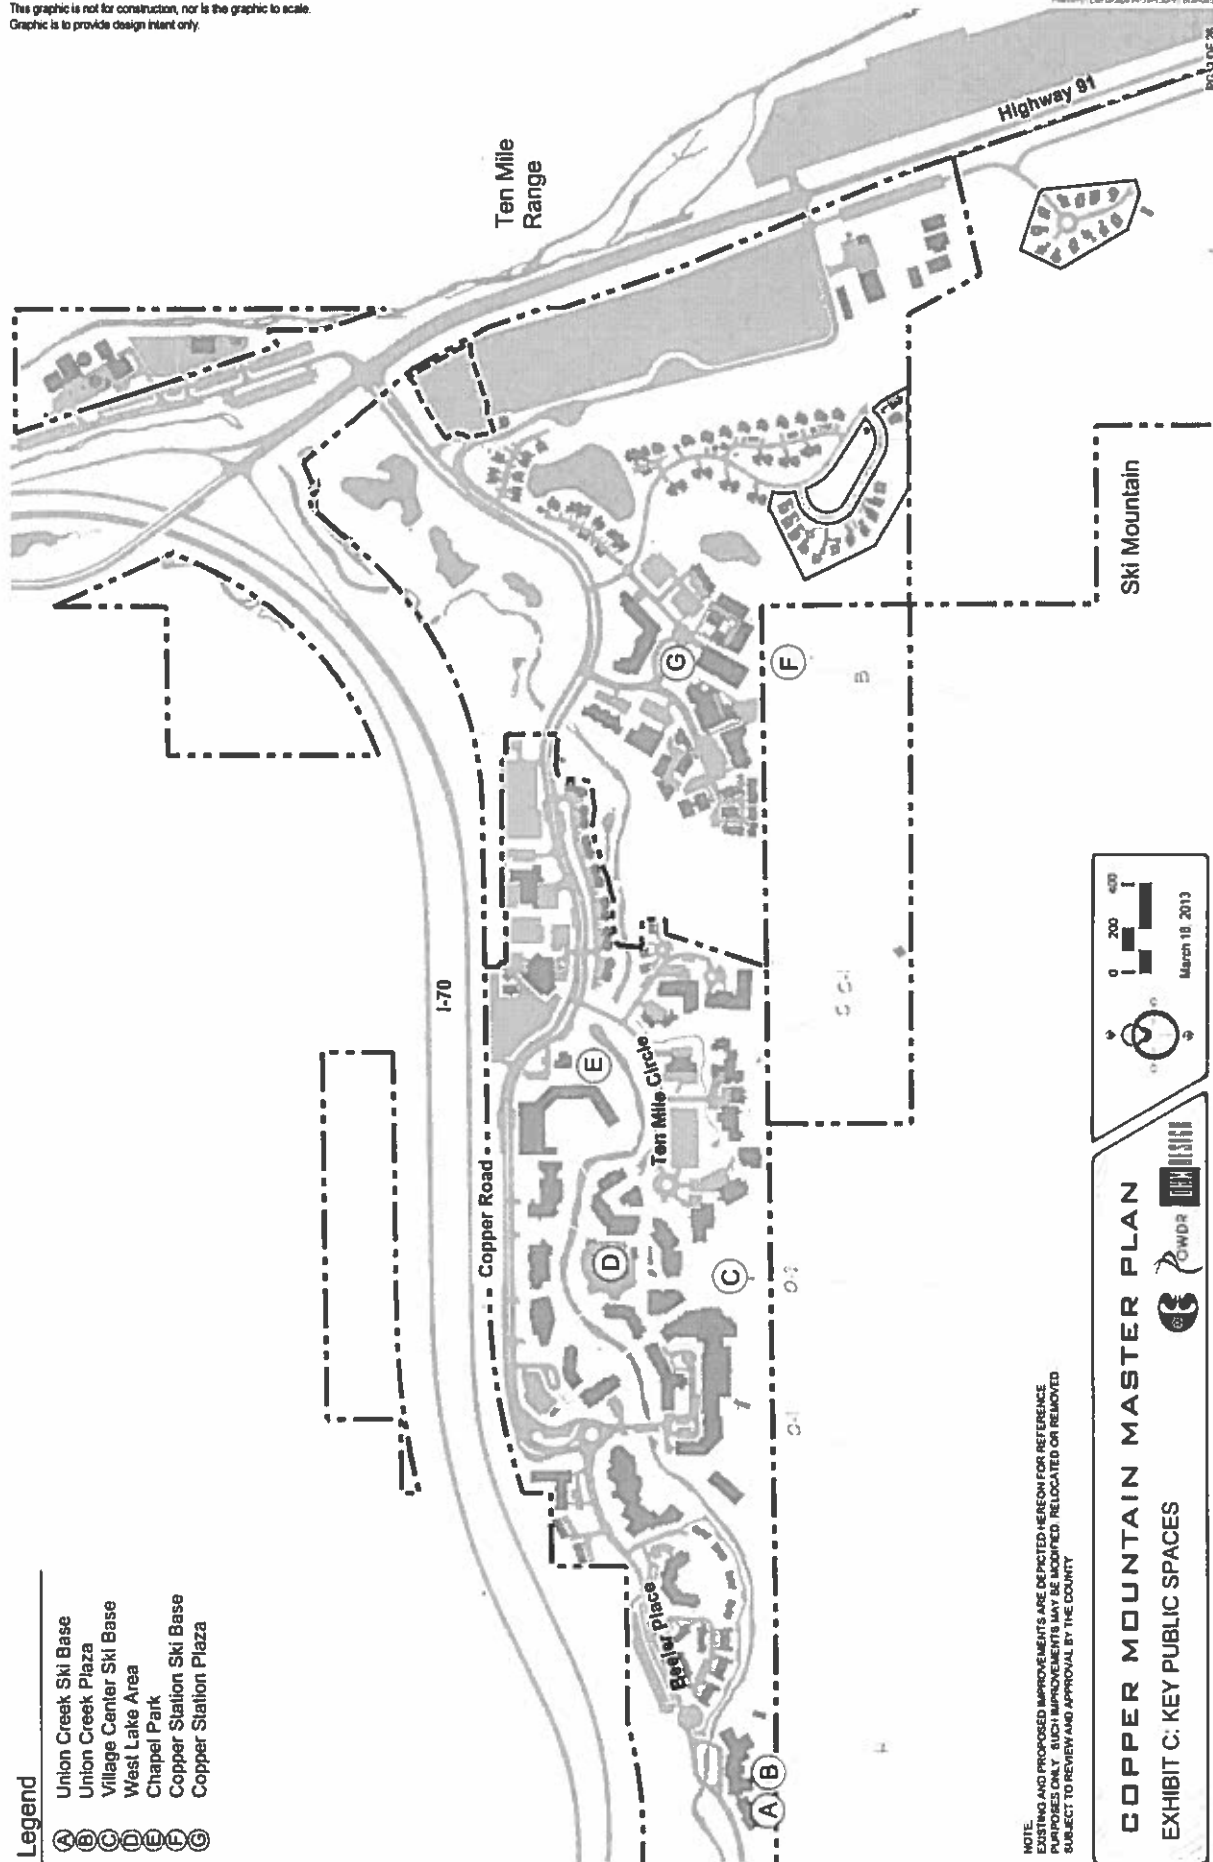 This graphic is not for construction, nor is the graphic to scale.
Graphic is to provide design intent only.
Highway 91
Ten Mile
Range
Ski Mountain
I-70
Copper Road
Ten Mile Circle
Beeler Place
A
B
C
D
E
F
G
Legend
A Union Creek Ski Base
B Union Creek Plaza
C Village Center Ski Base
D West Lake Area
E Chapel Park
F Copper Station Ski Base
G Copper Station Plaza
NOTE:
EXISTING AND PROPOSED IMPROVEMENTS ARE DEPICTED HEREON FOR REFERENCE
PURPOSES ONLY. SUCH IMPROVEMENTS MAY BE MODIFIED, RELOCATED OR REMOVED
SUBJECT TO REVIEW AND APPROVAL BY THE COUNTY
COPPER MOUNTAIN MASTER PLAN
EXHIBIT C: KEY PUBLIC SPACES
POWDR
0 200 400
March 18, 2013